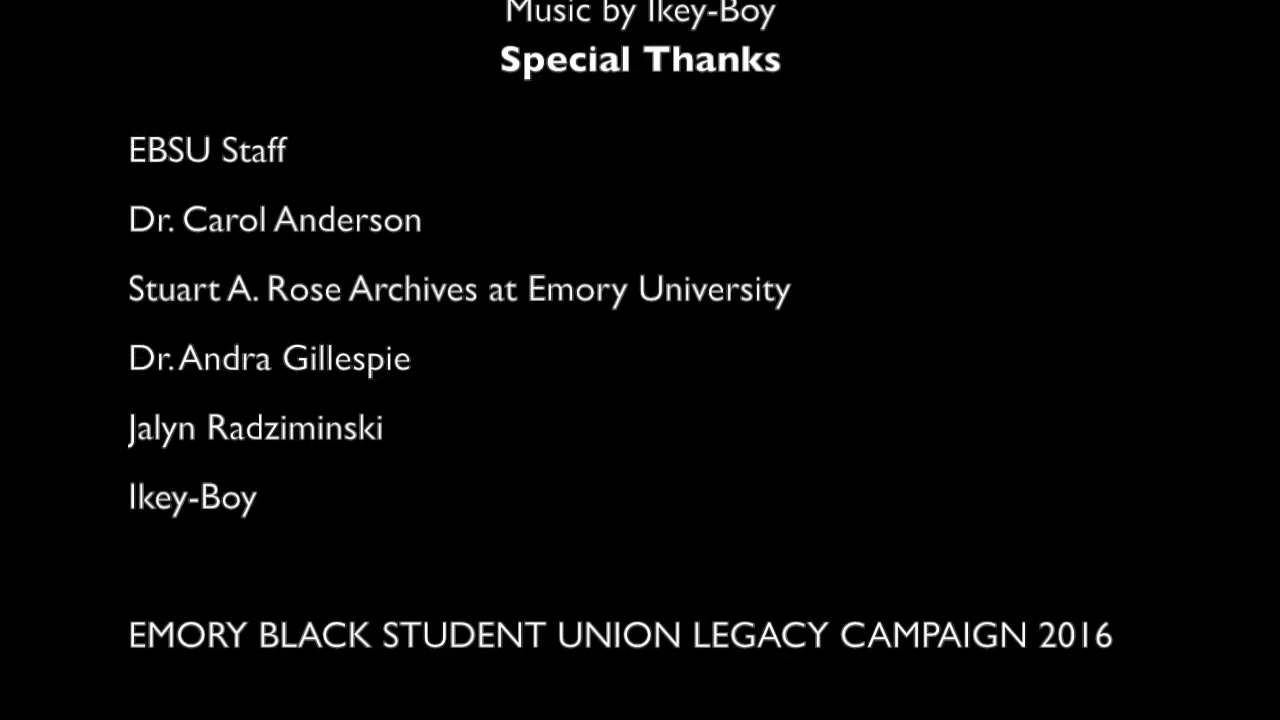 Music by Ikey-Boy
Special Thanks
EBSU Staff
Dr. Carol Anderson
Stuart A. Rose Archives at Emory University
Dr. Andra Gillespie
Jalyn Radziminski
Ikey-Boy
EMORY BLACK STUDENT UNION LEGACY CAMPAIGN 2016